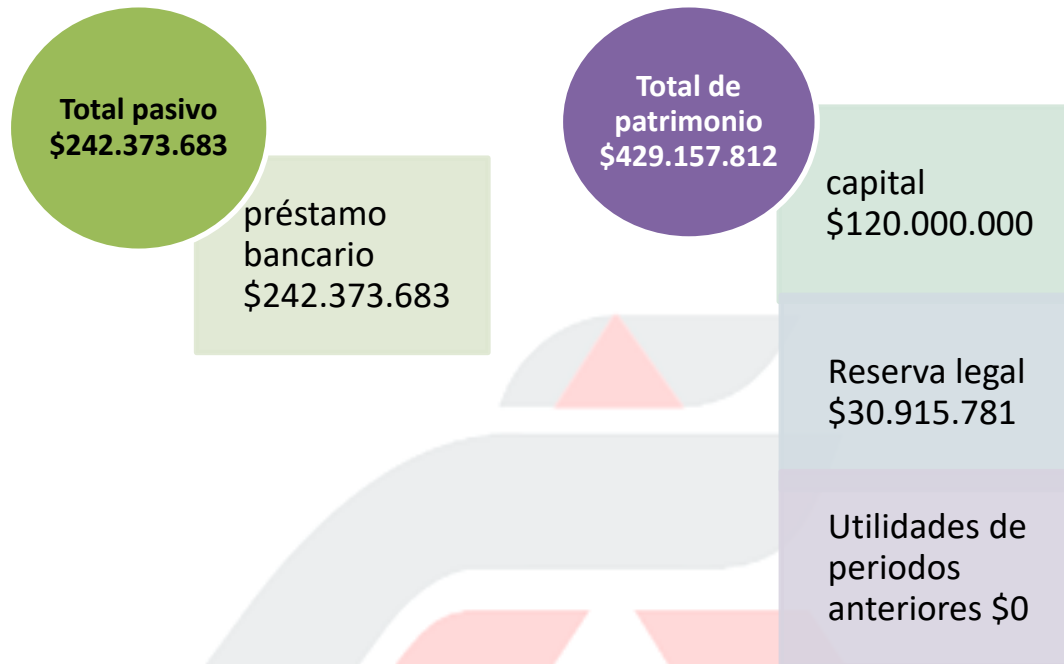 Total pasivo
$242.373.683
préstamo
bancario
$242.373.683
Total de
patrimonio
$429.157.812
capital
$120.000.000
Reserva legal
$30.915.781
Utilidades de
periodos
anteriores $0